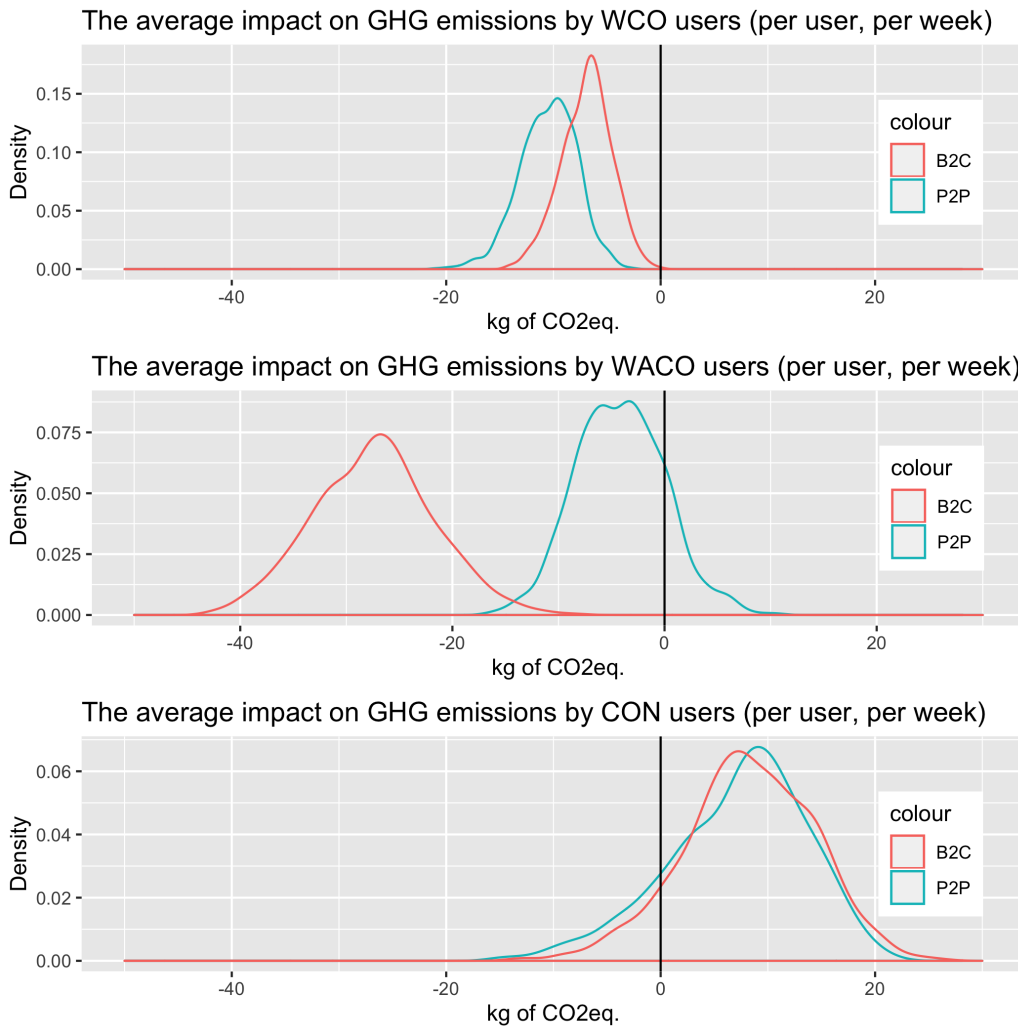 The average impact on GHG emissions by WCO users (per user, per week)
Density
0.15
0.10
0.05
0.00
-40
-20
0
20
kg of CO2eq.
colour
B2C
P2P
The average impact on GHG emissions by WACO users (per user, per week)
Density
0.075
0.050
0.025
0.000
-40
-20
0
20
kg of CO2eq.
colour
B2C
P2P
The average impact on GHG emissions by CON users (per user, per week)
Density
0.06
0.04
0.02
0.00
-40
-20
0
20
kg of CO2eq.
colour
B2C
P2P